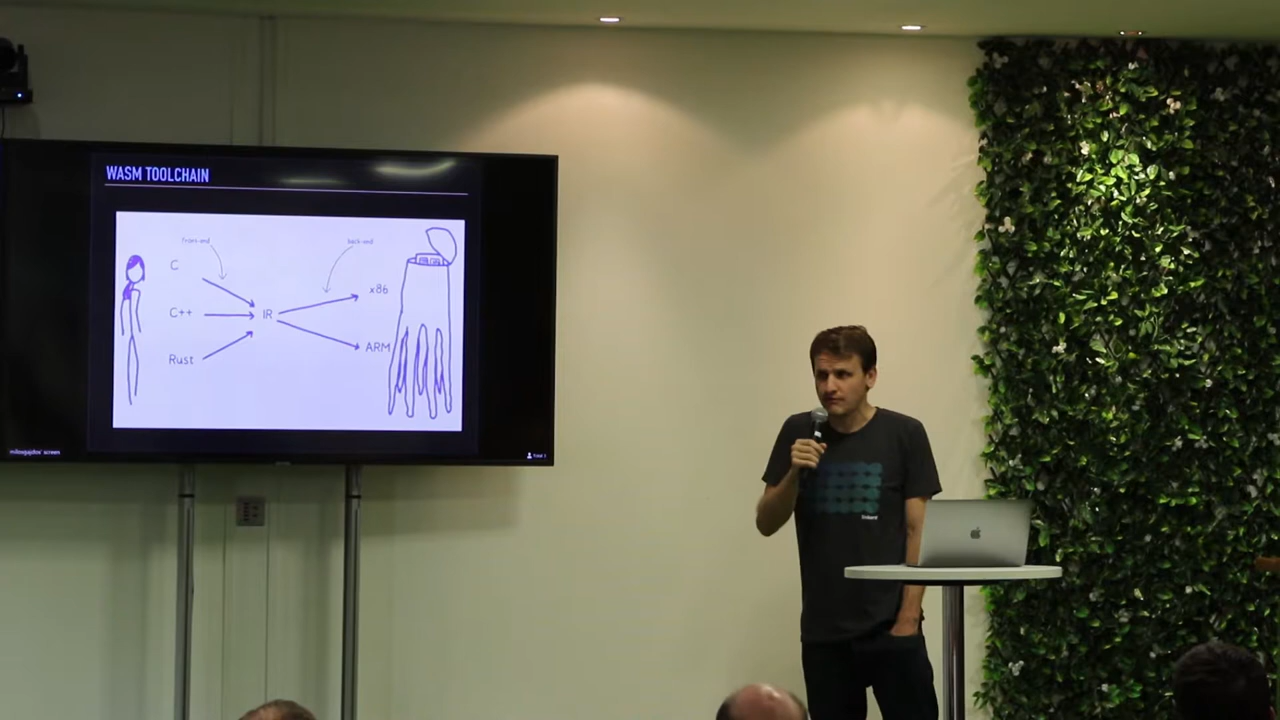 WASM TOOLCHAIN
front-end
back-end
C
x86
C++
IR
ARM
Rust